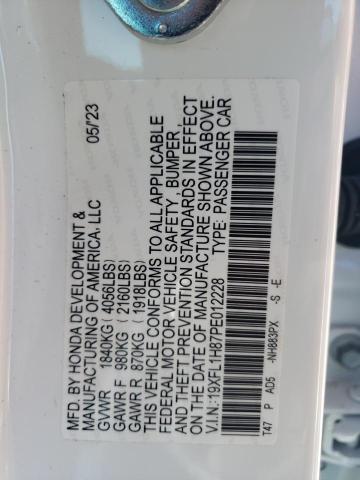 MFD. BY HONDA DEVELOPMENT & 05/'23
MANUFACTURING OF AMERICA, LLC
GVWR 1840KG ( 4056LBS)
GAWR F 980KG ( 2160LBS)
GAWR R 870KG ( 1918LBS)
THIS VEHICLE CONFORMS TO ALL APPLICABLE
FEDERAL MOTOR VEHICLE SAFETY , BUMPER ,
AND THEFT PREVENTION STANDARDS IN EFFECT
ON THE DATE OF MANUFACTURE SHOWN ABOVE.
V.I.N.: 19XFL1H87PE012228 TYPE: PASSENGER CAR
T47 P AD5 -NH883PX -S -E